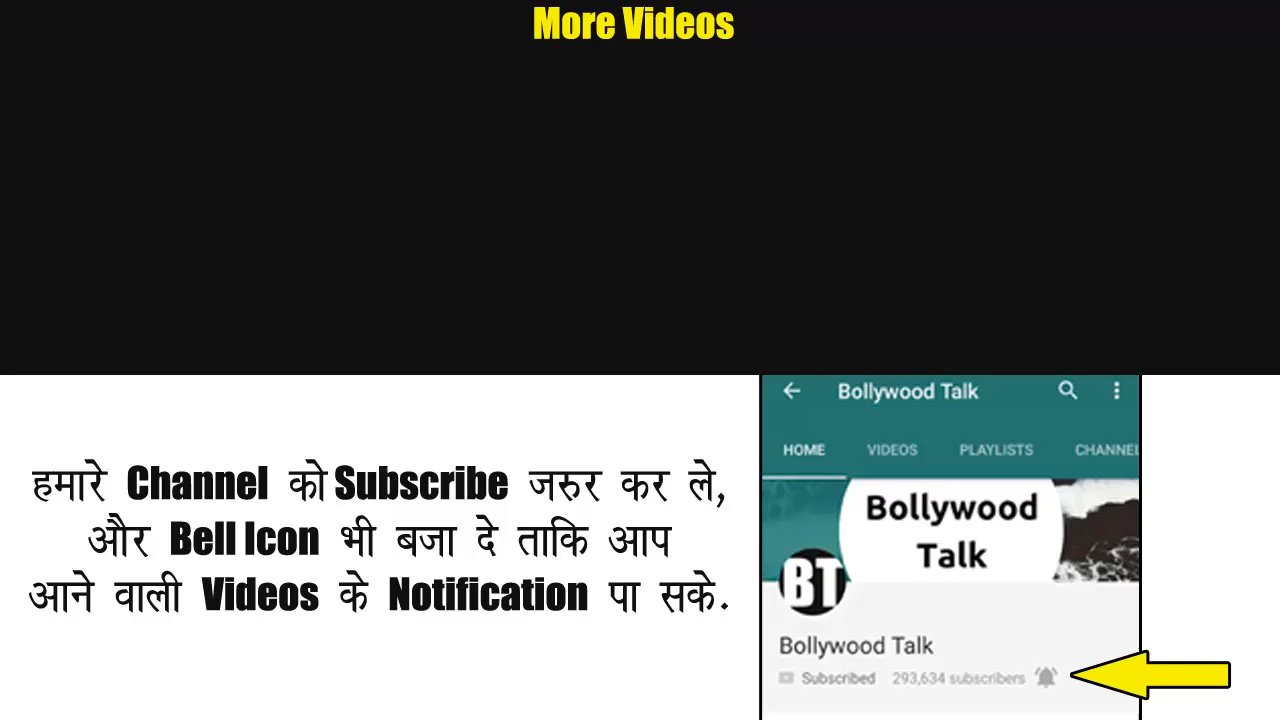 More Videos
हमारे Channel को Subscribe जरुर कर ले,
और Bell Icon भी बजा दे ताकि आप
आने वाली Videos के Notification पा सके.
Bollywood Talk
HOME VIDEOS PLAYLISTS CHANNEL
Bollywood
Talk
BT
Bollywood Talk
Subscribed 293,634 subscribers